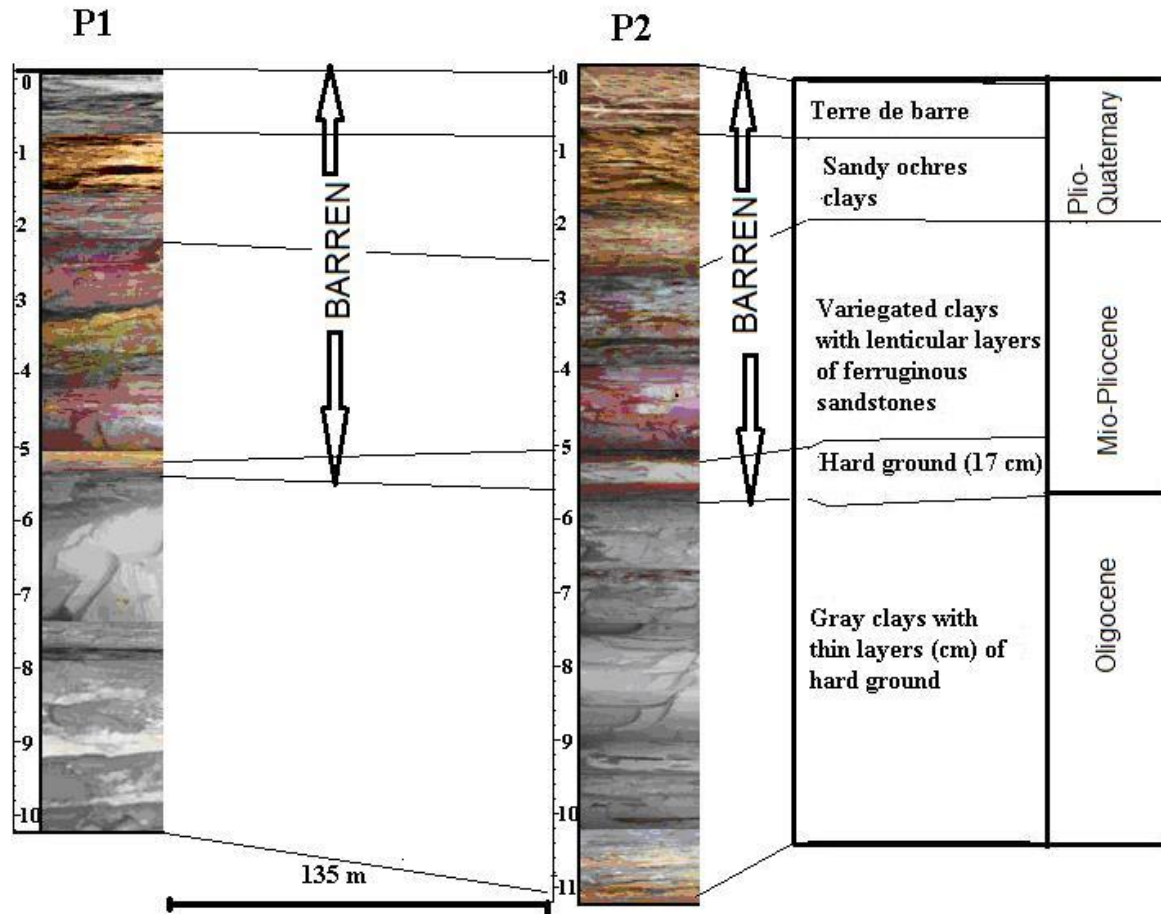 P1
P2
0
1
2
3
4
5
6
7
8
9
10
BARREN
135 m
0
1
2
3
4
5
6
7
8
9
10
11
BARREN
Terre de barre
Sandy ochres
clays
Variegated clays
with lenticular layers
of ferruginous
sandstones
Hard ground (17 cm)
Gray clays with
thin layers (cm) of
hard ground
Plio-
Quaternary
Mio-Pliocene
Oligocene